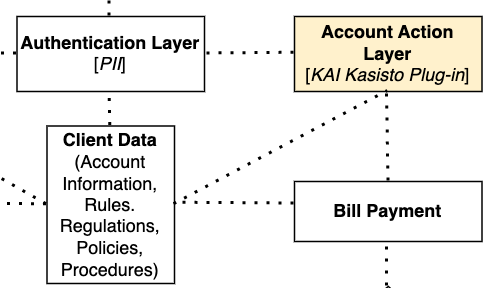 Authentication Layer
[PII]
Account Action
Layer
[KAI Kasisto Plug-in]
Client Data
(Account
Information,
Rules.
Regulations,
Policies,
Procedures)
Bill Payment